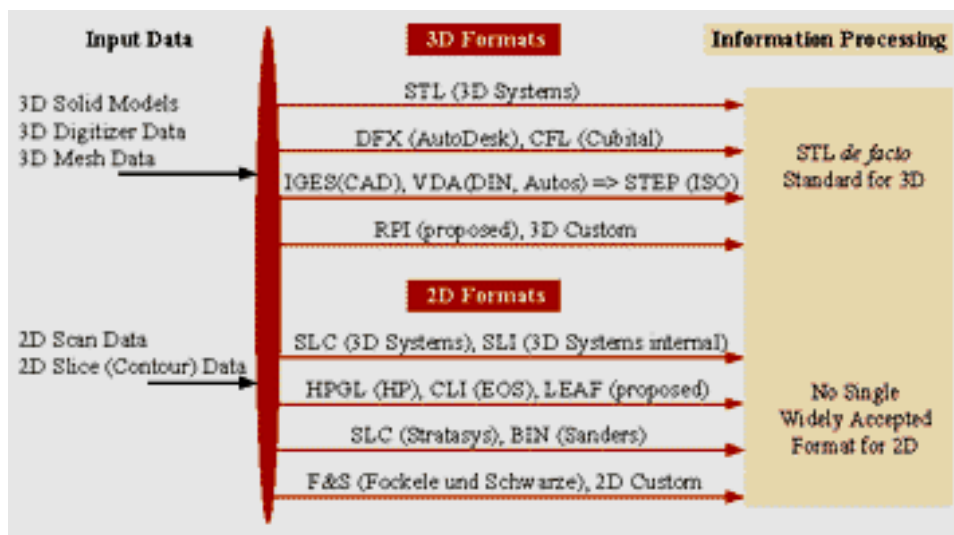 Input Data
3D Formats
Information Processing
3D Solid Models
3D Digitizer Data
3D Mesh Data
STL (3D Systems)
DFX (AutoDesk), CFL (Cubital)
IGES(CAD), VDA(DIN, Autos) => STEP (ISO)
RPI (proposed), 3D Custom
STL de facto
Standard for 3D
2D Formats
2D Scan Data
2D Slice (Contour) Data
SLC (3D Systems), SLI (3D Systems internal)
HPGL (HP), CLI (EOS), LEAF (proposed)
SLC (Stratasys), BIN (Sanders)
F&S (Fockele und Schwarze), 2D Custom
No Single
Widely Accepted
Format for 2D